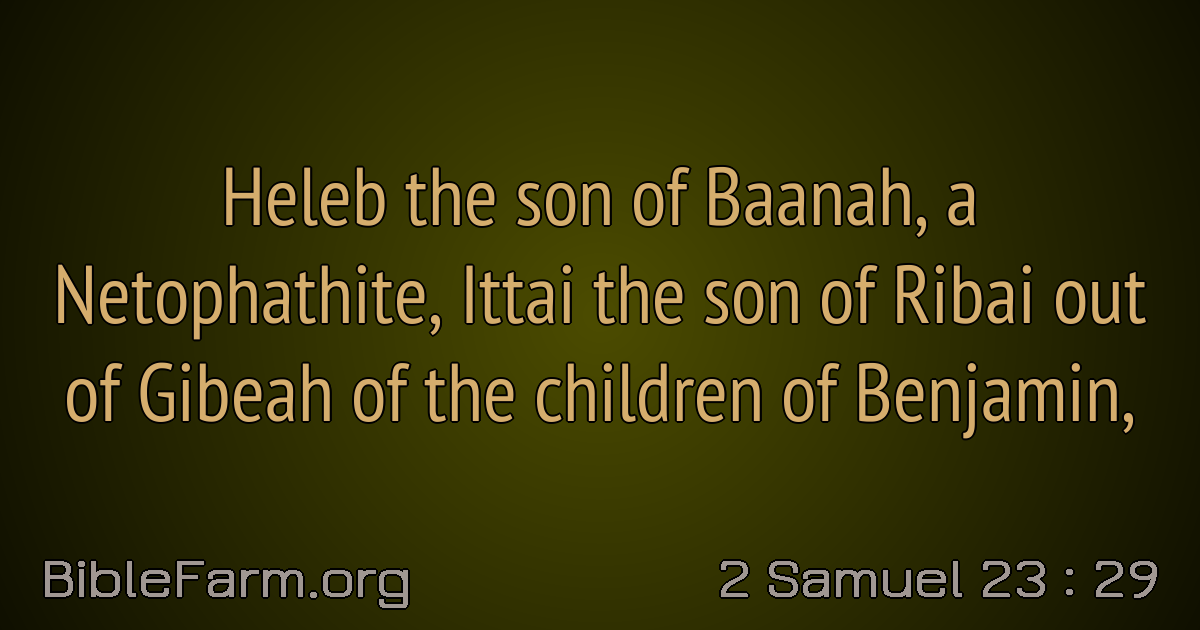 Heleb the son of Baanah, a
Netophathite, Ittai the son of Ribai out
of Gibeah of the children of Benjamin,
BibleFarm.org
2 Samuel 23 : 29